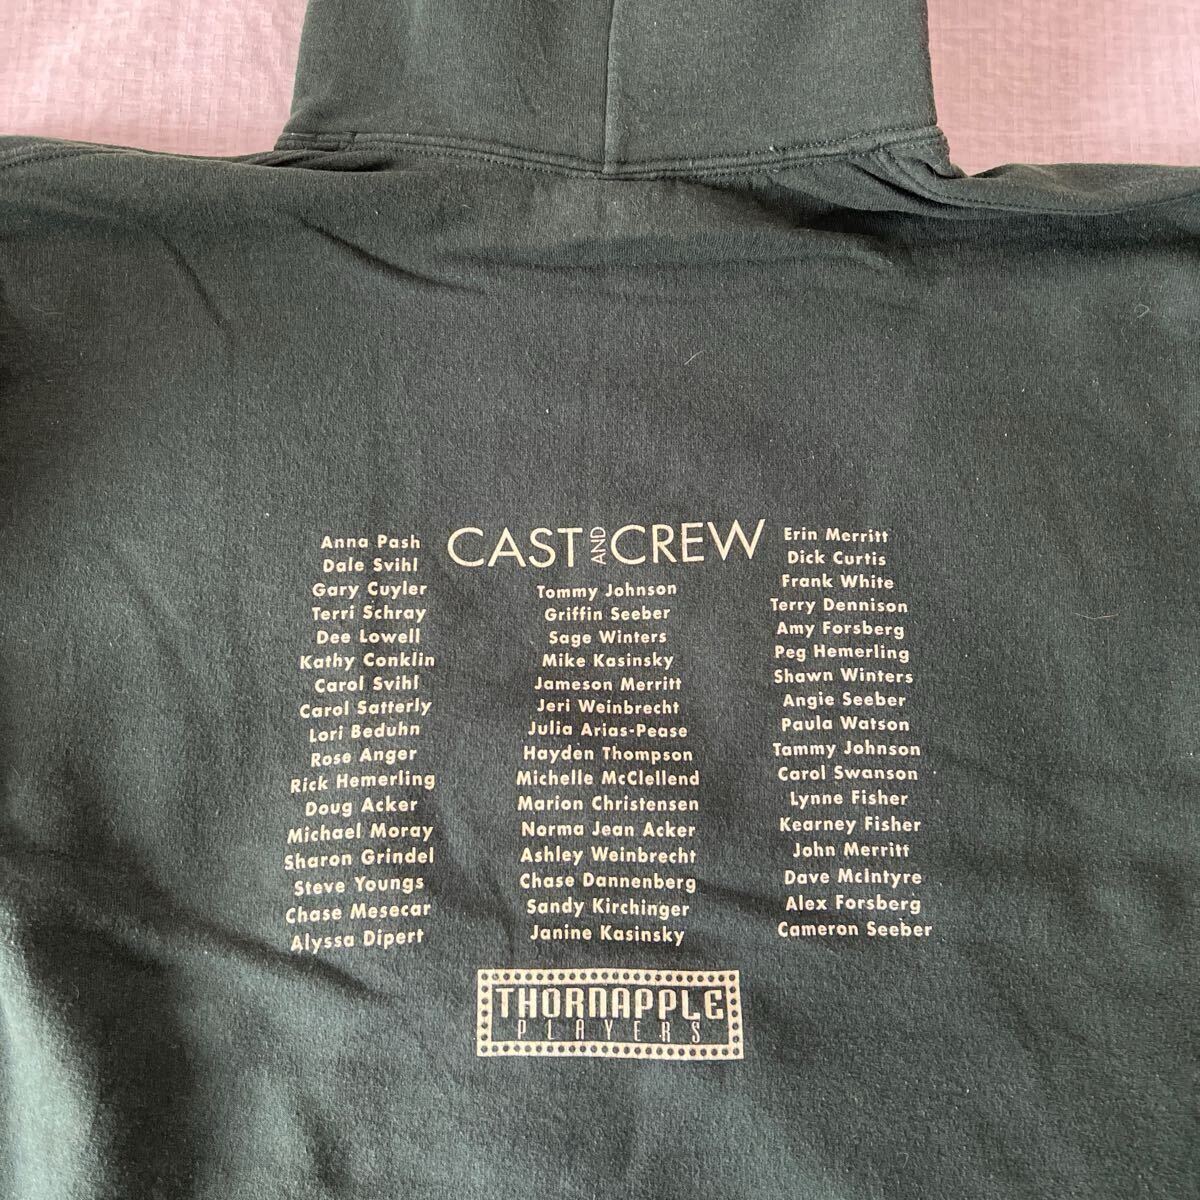 CAST AND CREW
Anna Pash
Dale Svihl
Gary Cuyler
Terri Schray
Dee Lowell
Kathy Conklin
Carol Svihl
Carol Satterly
Lori Beduhn
Rose Anger
Rick Hemerling
Doug Acker
Michael Moray
Sharon Grindel
Steve Youngs
Chase Mesecar
Alyssa Dipert
Tommy Johnson
Griffin Seeber
Sage Winters
Mike Kasinsky
Jameson Merritt
Jeri Weinbrecht
Julia Arias-Pease
Hayden Thompson
Michelle McClellend
Marion Christensen
Norma Jean Acker
Ashley Weinbrecht
Chase Dannenberg
Sandy Kirchinger
Janine Kasinsky
Erin Merritt
Dick Curtis
Frank White
Terry Dennison
Amy Forsberg
Peg Hemerling
Shawn Winters
Angie Seeber
Paula Watson
Tammy Johnson
Carol Swanson
Lynne Fisher
Kearney Fisher
John Merritt
Dave McIntyre
Alex Forsberg
Cameron Seeber
THORNAPPLE
PLAYERS